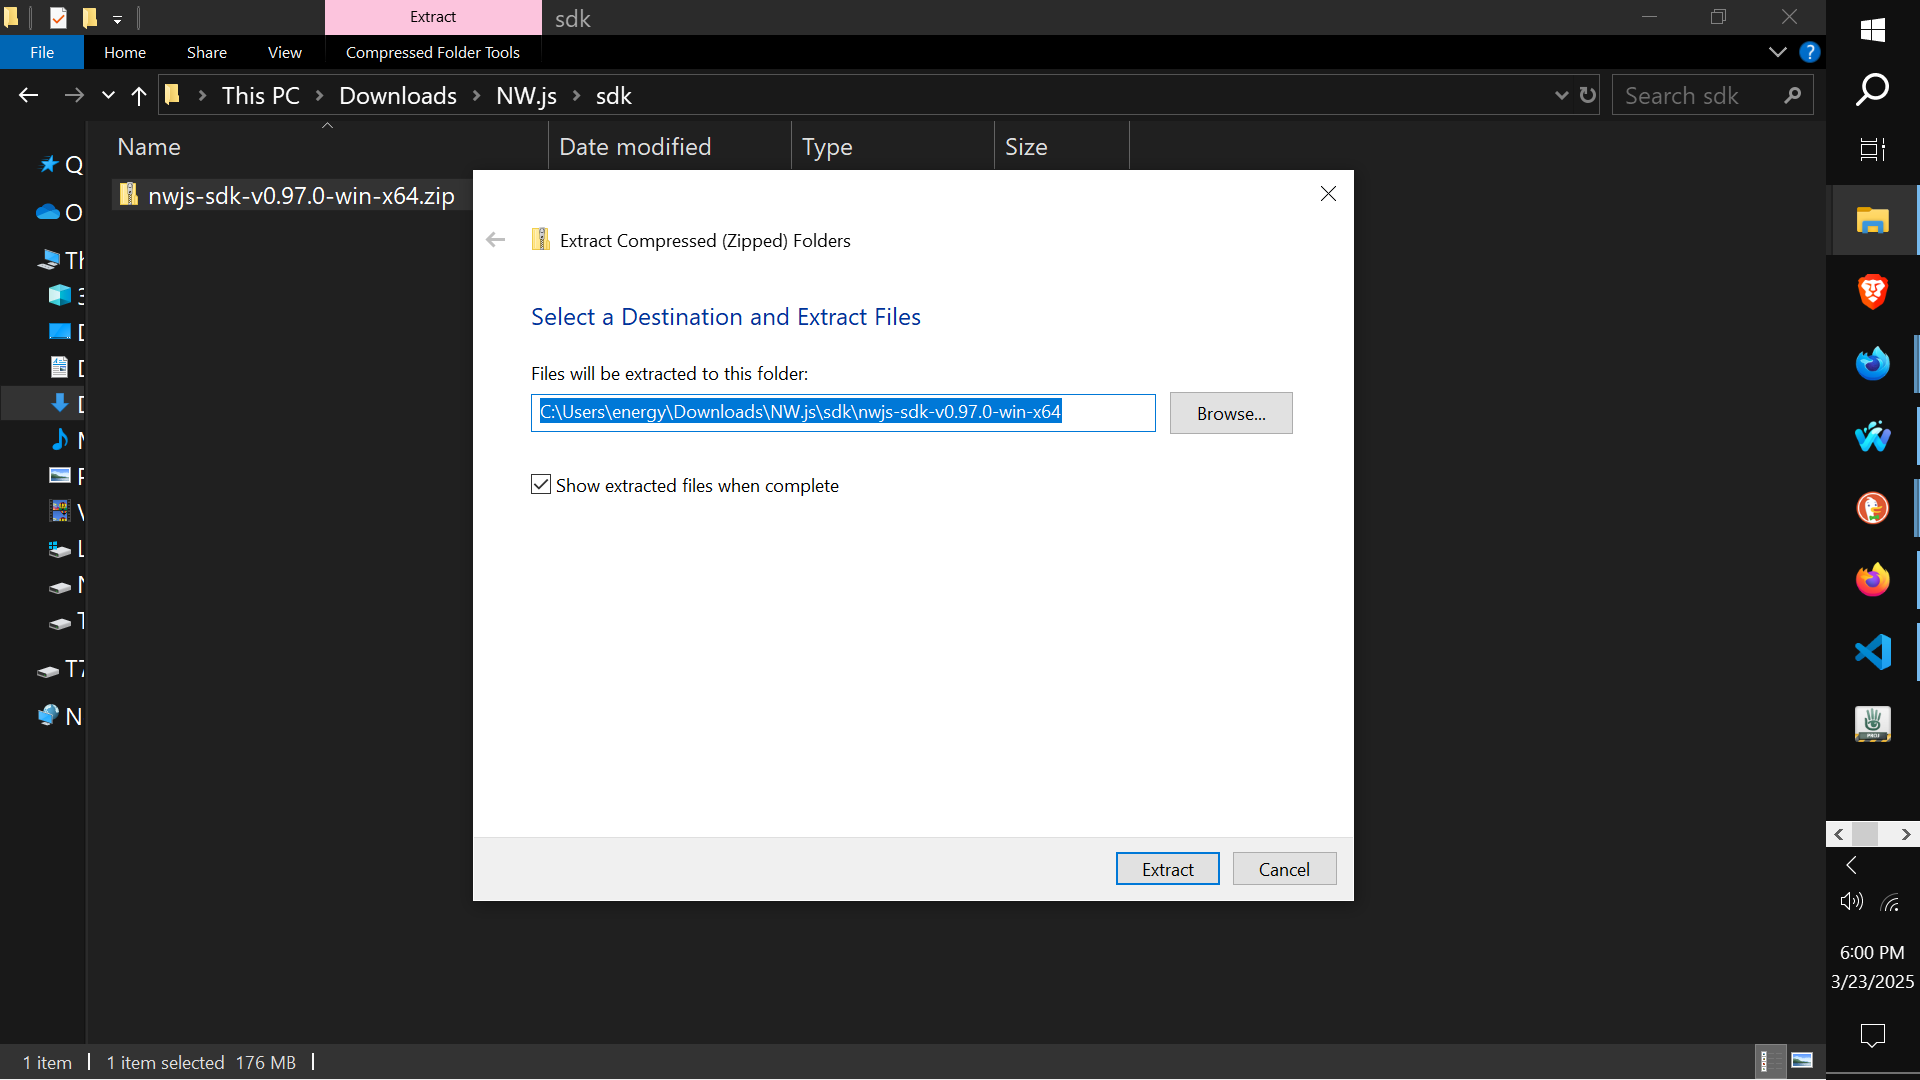 Extract
sdk
File
Home
Share
View
Compressed Folder Tools
?
This PC
Downloads
NW.js
sdk
Search sdk
Name
Date modified
Type
Size
Q
nwjs-sdk-v0.97.0-win-x64.zip
O
Extract Compressed (Zipped) Folders
Select a Destination and Extract Files
Files will be extracted to this folder:
C:\Users\energy\Downloads\NW.js\sdk\nwjs-sdk-v0.97.0-win-x64
Browse...
Show extracted files when complete
Th
T7
N
PROJ
Extract
Cancel
6:00 PM
3/23/2025
1 item
1 item selected 176 MB